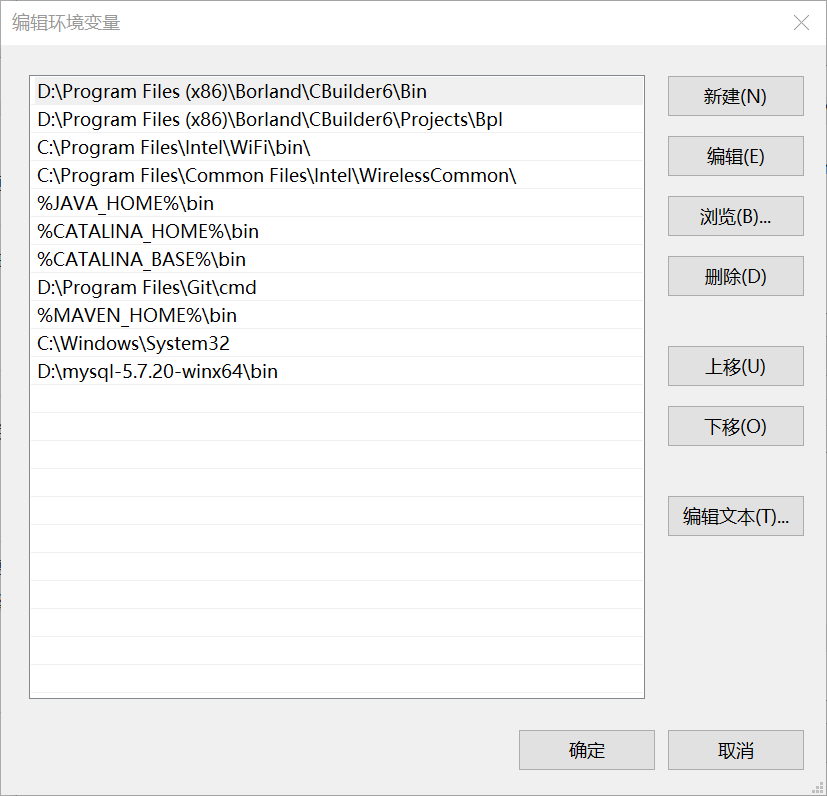 编辑环境变量
D:\Program Files (x86)\Borland\CBuilder6\Bin
D:\Program Files (x86)\Borland\CBuilder6\Projects\Bpl
C:\Program Files\Intel\WiFi\bin\
C:\Program Files\Common Files\Intel\WirelessCommon\
%JAVA_HOME%\bin
%CATALINA_HOME%\bin
%CATALINA_BASE%\bin
D:\Program Files\Git\cmd
%MAVEN_HOME%\bin
C:\Windows\System32
D:\mysql-5.7.20-winx64\bin
新建(N)
编辑(E)
浏览(B)...
删除(D)
上移(U)
下移(O)
编辑文本(T)...
确定
取消